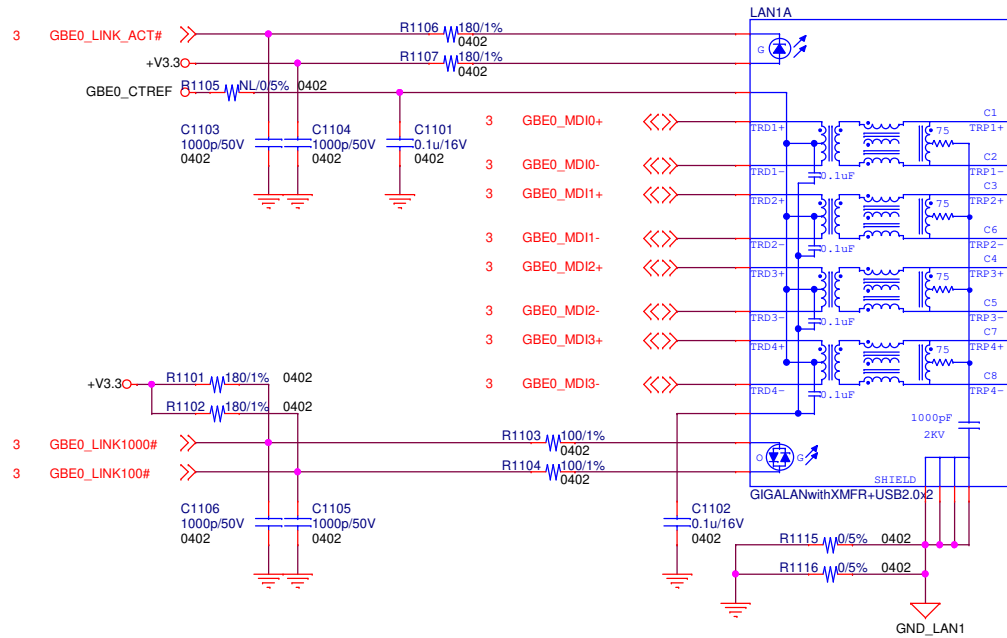 LAN1A
3 GBE0_LINK_ACT#
R1106 180/1%
0402
G
+V3.3
R1107 180/1%
0402
GBE0_CTREF
R1105 NL/0/5% 0402
C1103
1000p/50V
0402
C1104
1000p/50V
0402
C1101
0.1u/16V
0402
3 GBE0_MDI0+
TRD1+
75
C1
TRP1+
3 GBE0_MDI0-
TRD1-
0.1uF
C2
TRP1-
3 GBE0_MDI1+
TRD2+
75
C3
TRP2+
3 GBE0_MDI1-
TRD2-
0.1uF
C6
TRP2-
3 GBE0_MDI2+
TRD3+
75
C4
TRP3+
3 GBE0_MDI2-
TRD3-
0.1uF
C5
TRP3-
3 GBE0_MDI3+
TRD4+
75
C7
TRP4+
3 GBE0_MDI3-
TRD4-
0.1uF
C8
TRP4-
+V3.3
R1101 180/1% 0402
R1102 180/1% 0402
1000pF
2KV
3 GBE0_LINK1000#
R1103 100/1%
0402
O G
3 GBE0_LINK100#
R1104 100/1%
0402
SHIELD
GIGALANwithXMFR+USB2.0x2
C1106
1000p/50V
0402
C1105
1000p/50V
0402
C1102
0.1u/16V
0402
R1115 0/5% 0402
R1116 0/5% 0402
GND_LAN1